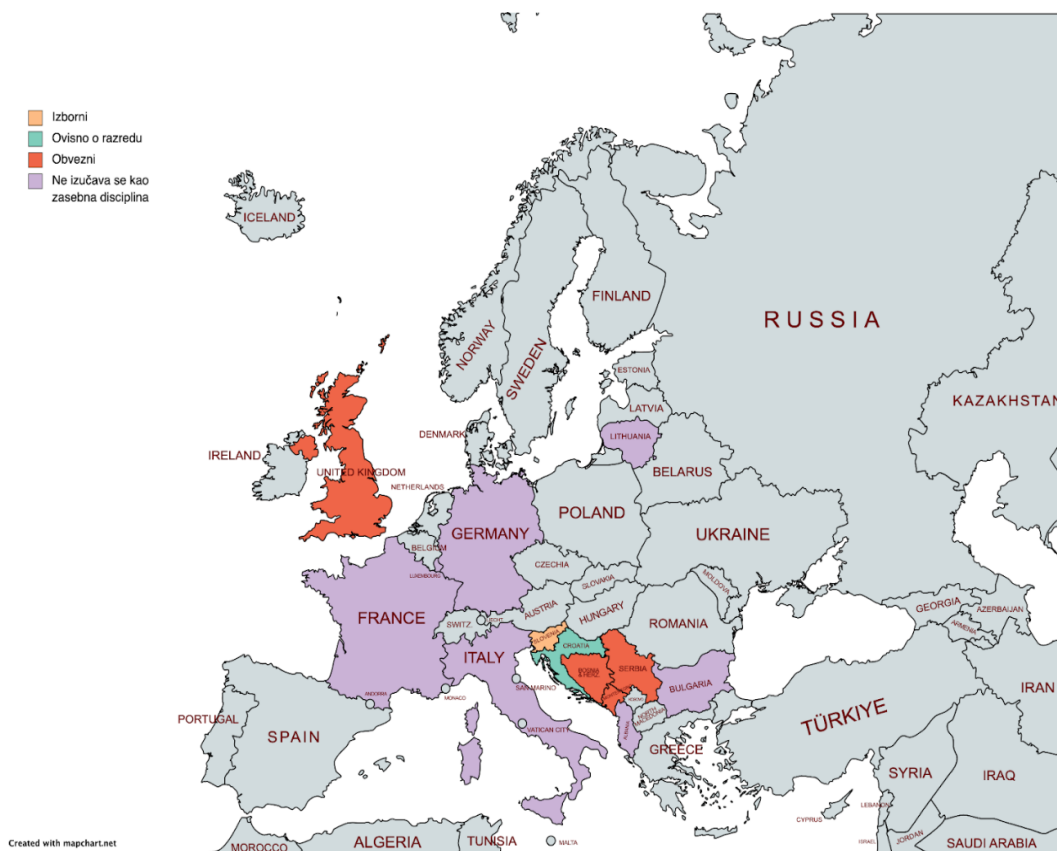 Izborni
Ovisno o razredu
Obvezni
Ne izučava se kao
zasebna disciplina
ICELAND
FINLAND
RUSSIA
NORWAY
SWEDEN
ESTONIA
LATVIA
KAZAKHSTAN
LITHUANIA
DENMARK
IRELAND
UNITED KINGDOM
BELARUS
NETHERLANDS
POLAND
GERMANY
UKRAINE
BELGIUM
CZECHIA
LUXEMBOURG
SLOVAKIA
MOLDOVA
FRANCE
AUSTRIA
HUNGARY
SWITZ.
LIECHT.
ROMANIA
GEORGIA
AZERBAIJAN
ARMENIA
SLOVENIA
CROATIA
ITALY
BOSNIA
& HERZ.
SERBIA
SAN MARINO
BULGARIA
ANDORRA
MONACO
KOSOVO
IRAN
PORTUGAL
SPAIN
VATICAN CITY
NORTH
MACEDONIA
ALBANIA
TÜRKIYE
GREECE
SYRIA
IRAQ
CYPRUS
LEBANON
Created with mapchart.net
MOROCCO
ALGERIA
TUNISIA
MALTA
ISRAEL
JORDAN
SAUDI ARABIA